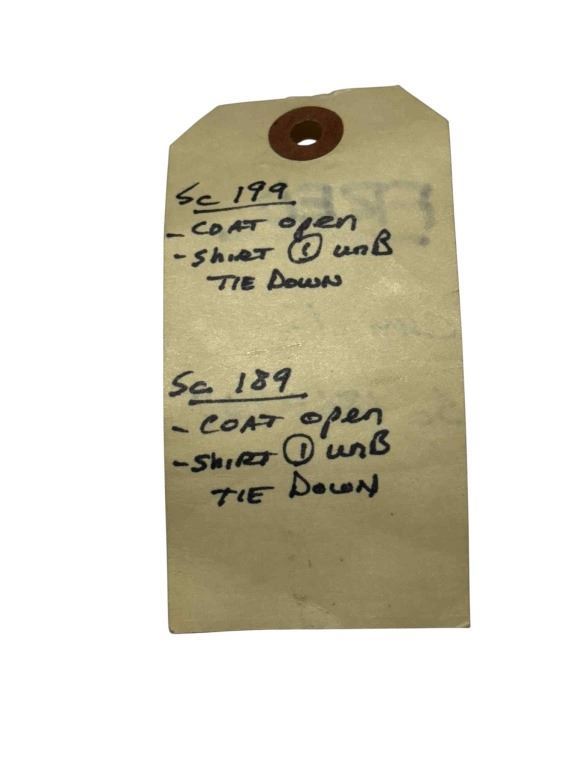 Sc 199
- COAT open
- SHIRT ① unB
TIE DOWN
Sc 189
- COAT open
- SHIRT ① unB
TIE DOWN